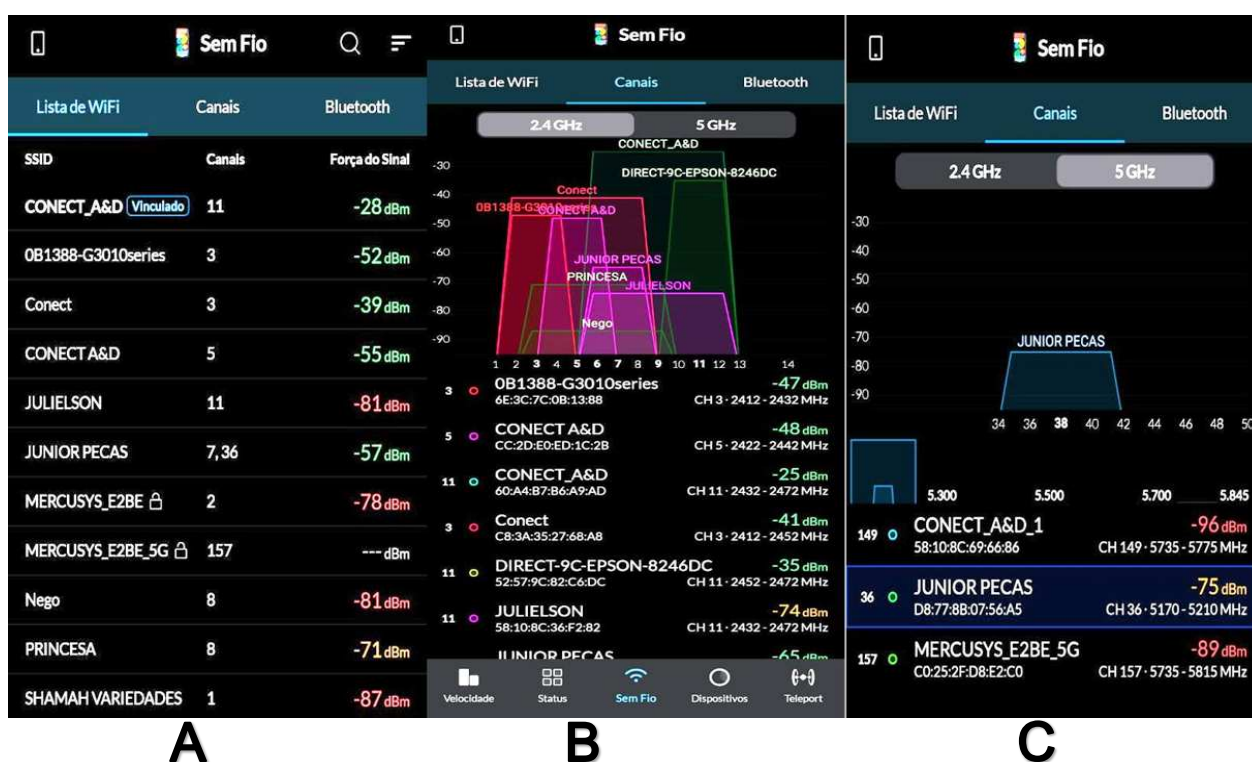 Sem Fio
Lista de WiFi Canais Bluetooth
SSID Canais Força do Sinal
CONECT_A&D Vinculado 11 -28 dBm
0B1388-G3010series 3 -52 dBm
Conect 3 -39 dBm
CONECT A&D 5 -55 dBm
JULIELSON 11 -81 dBm
JUNIOR PECAS 7, 36 -57 dBm
MERCUSYS_E2BE 2 -78 dBm
MERCUSYS_E2BE_5G 157 --- dBm
Nego 8 -81 dBm
PRINCESA 8 -71 dBm
SHAMAH VARIEDADES 1 -87 dBm
A
Sem Fio
Lista de WiFi Canais Bluetooth
2.4 GHz 5 GHz
CONECT_A&D
-30
DIRECT-9C-EPSON-8246DC
-40
Conect
0B1388-G3010series
CONECT A&D
-50
-60
JUNIOR PECAS
-70
PRINCESA
JULIELSON
-80
Nego
-90
1 2 3 4 5 6 7 8 9 10 11 12 13 14
3 0B1388-G3010series -47 dBm
6E:3C:7C:0B:13:88 CH 3 · 2412 - 2432 MHz
5 CONECT A&D -48 dBm
CC:2D:E0:ED:1C:2B CH 5 · 2422 - 2442 MHz
11 CONECT_A&D -25 dBm
60:A4:B7:B6:A9:AD CH 11 · 2432 - 2472 MHz
3 Conect -41 dBm
C8:3A:35:27:68:A8 CH 3 · 2412 - 2452 MHz
11 DIRECT-9C-EPSON-8246DC -35 dBm
52:57:9C:82:C6:DC CH 11 · 2452 - 2472 MHz
11 JULIELSON -74 dBm
58:10:8C:36:F2:82 CH 11 · 2432 - 2472 MHz
JUNIOR PECAS -65 dBm
Velocidade Status Sem Fio Dispositivos Teleport
B
Sem Fio
Lista de WiFi Canais Bluetooth
2.4 GHz 5 GHz
-30
-40
-50
-60
-70
JUNIOR PECAS
-80
-90
34 36 38 40 42 44 46 48 50
5.300 5.500 5.700 5.845
149 CONECT_A&D_1 -96 dBm
58:10:8C:69:66:86 CH 149 · 5735 - 5775 MHz
36 JUNIOR PECAS -75 dBm
D8:77:8B:07:56:A5 CH 36 · 5170 - 5210 MHz
157 MERCUSYS_E2BE_5G -89 dBm
C0:25:2F:D8:E2:C0 CH 157 · 5735 - 5815 MHz
C